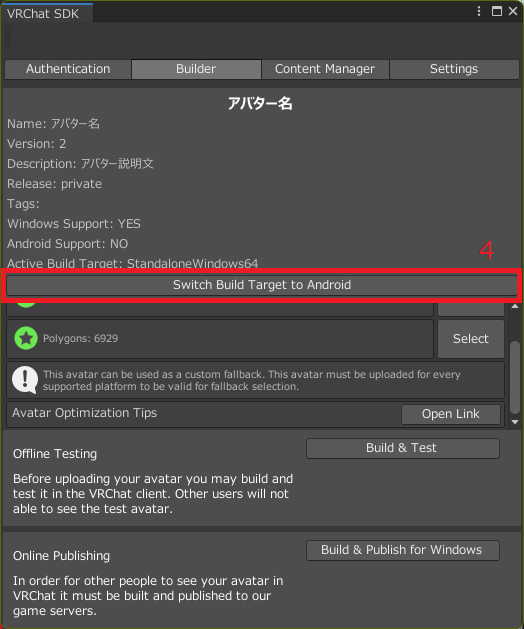 VRChat SDK
Authentication Builder Content Manager Settings
アバター名
Name: アバター名
Version: 2
Description: アバター説明文
Release: private
Tags:
Windows Support: YES
Android Support: NO
4
Active Build Target: StandaloneWindows64
Switch Build Target to Android
Polygons: 6929
Select
This avatar can be used as a custom fallback. This avatar must be uploaded for every
supported platform to be valid for fallback selection.
Avatar Optimization Tips
Open Link
Offline Testing
Build & Test
Before uploading your avatar you may build and
test it in the VRChat client. Other users will not
able to see the test avatar.
Online Publishing
Build & Publish for Windows
In order for other people to see your avatar in
VRChat it must be built and published to our
game servers.